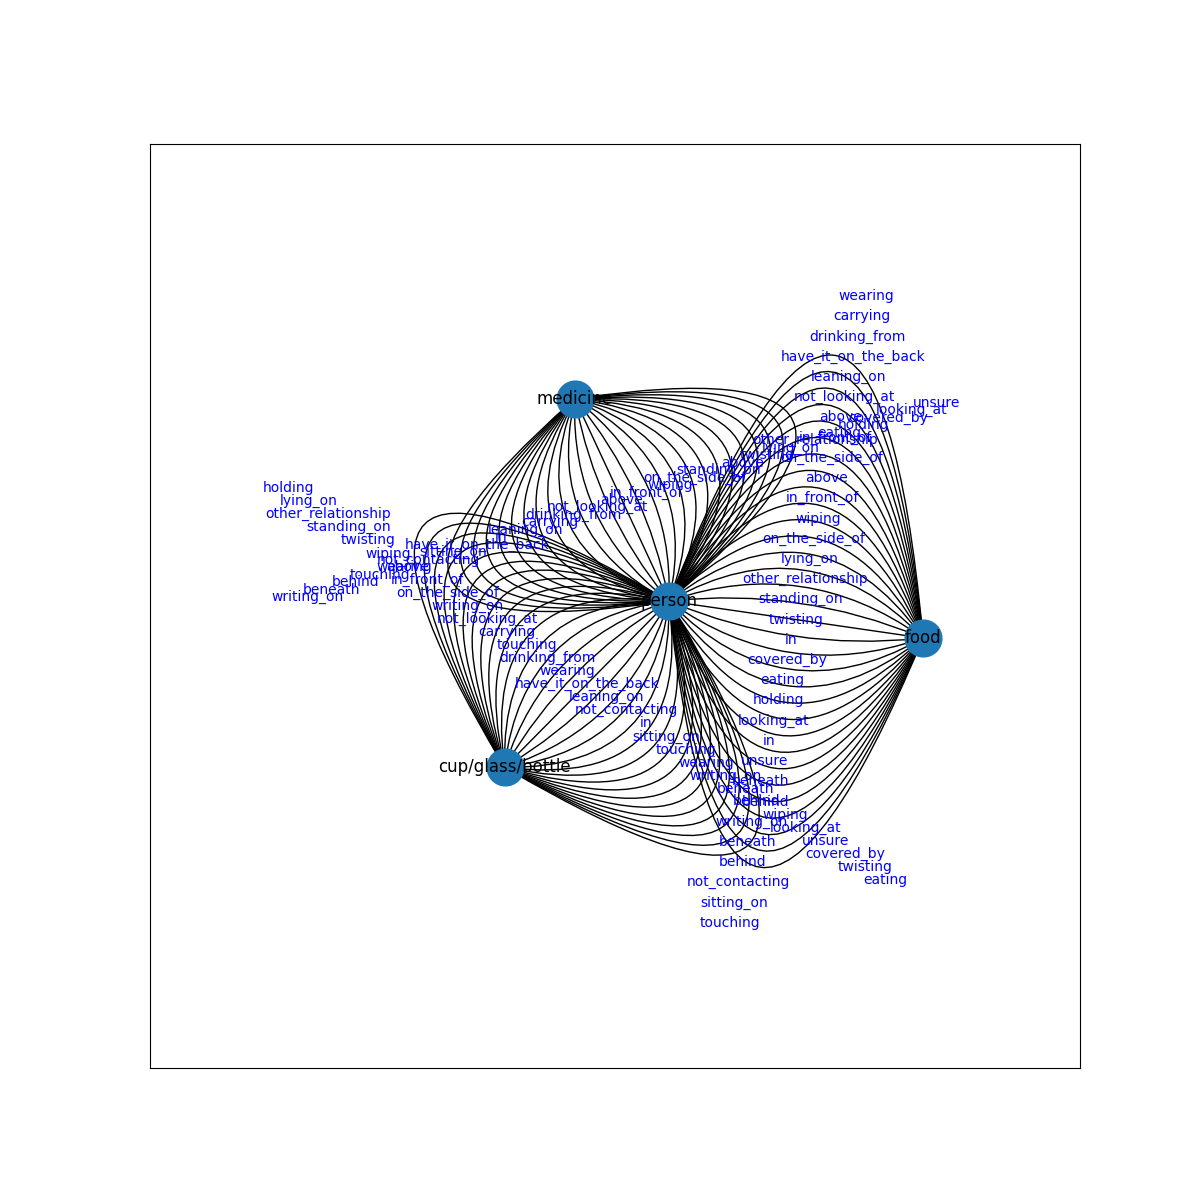 wearing
carrying
drinking_from
have_it_on_the_back
leaning_on
medicine
not_looking_at
unsure
looking_at
above
covered_by
holding
eating
in_front_of
other_relationship
lying_on
twisting
on_the_side_of
above
standing_on
on_the_side_of
above
wiping
in_front_of
in_front_of
above
not_looking_at
drinking_from
carrying
leaning_on
wiping
holding
lying_on
other_relationship
standing_on
twisting
in
on_the_side_of
have_it_on_the_back
wiping
sitting_on
not_contacting
lying_on
wearing
above
touching
in_front_of
other_relationship
behind
beneath
on_the_side_of
writing_on
standing_on
person
writing_on
not_looking_at
twisting
carrying
in
food
touching
drinking_from
covered_by
wearing
eating
have_it_on_the_back
leaning_on
holding
not_contacting
in
looking_at
sitting_on
in
touching
unsure
wearing
cup/glass/bottle
writing_on
beneath
beneath
behind
behind
wiping
writing_on
looking_at
unsure
beneath
covered_by
behind
twisting
not_contacting
eating
sitting_on
touching